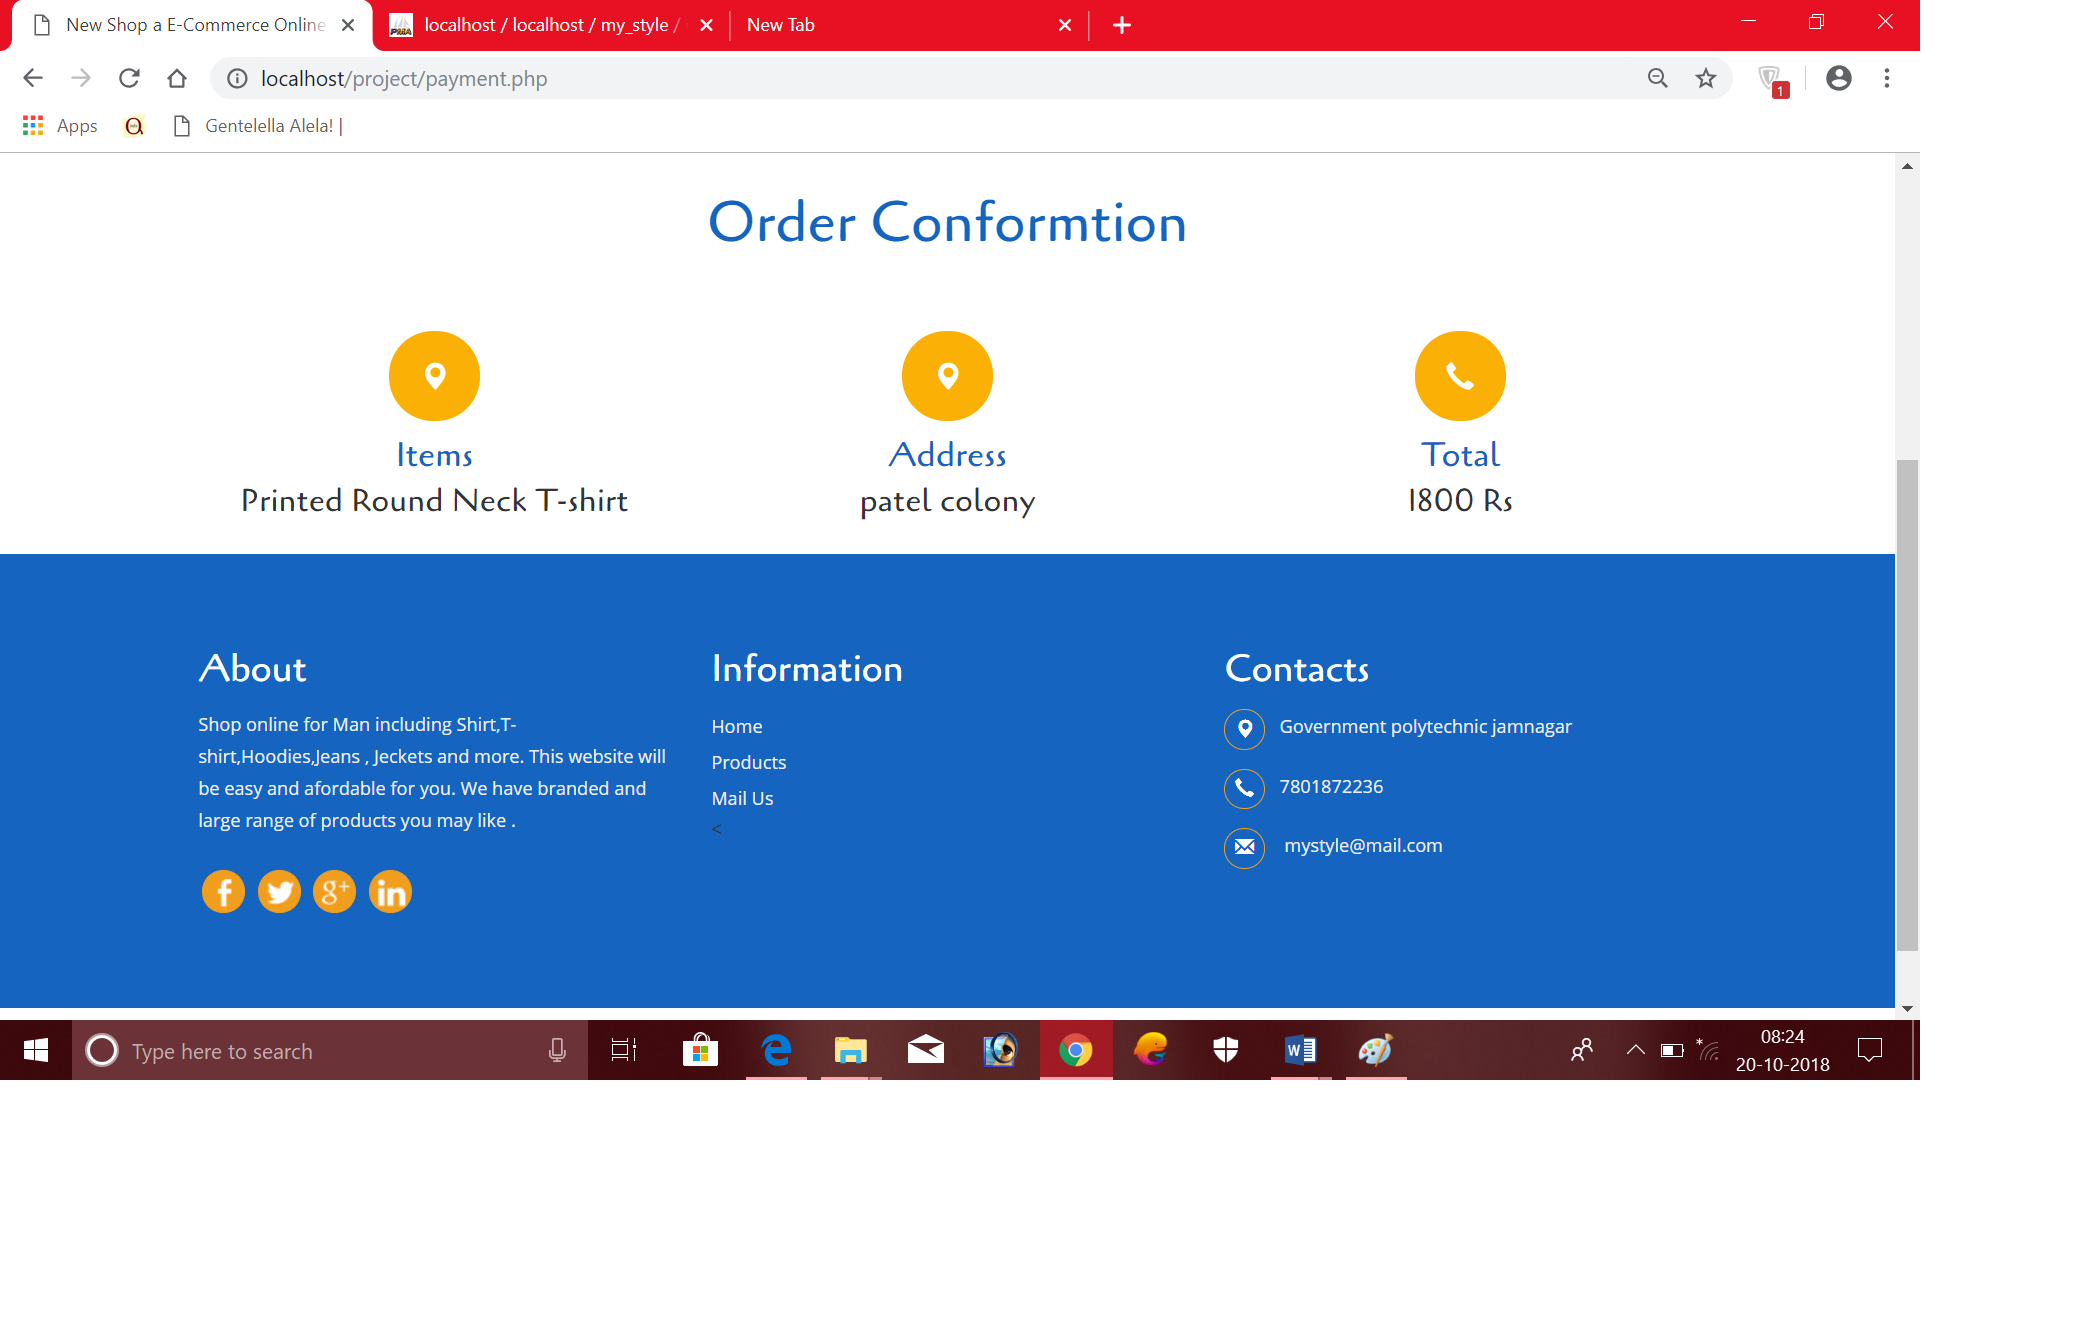 New Shop a E-Commerce Online
localhost / localhost / my_style /
New Tab
localhost/project/payment.php
1
Apps
Gentelella Alela! |
Order Conformtion
Items
Address
Total
Printed Round Neck T-shirt
patel colony
1800 Rs
About
Shop online for Man including Shirt,T-
shirt,Hoodies,Jeans , Jeckets and more. This website will
be easy and afordable for you. We have branded and
large range of products you may like .
Information
Home
Products
Mail Us
<
Contacts
Government polytechnic jamnagar
7801872236
mystyle@mail.com
Type here to search
08:24
20-10-2018